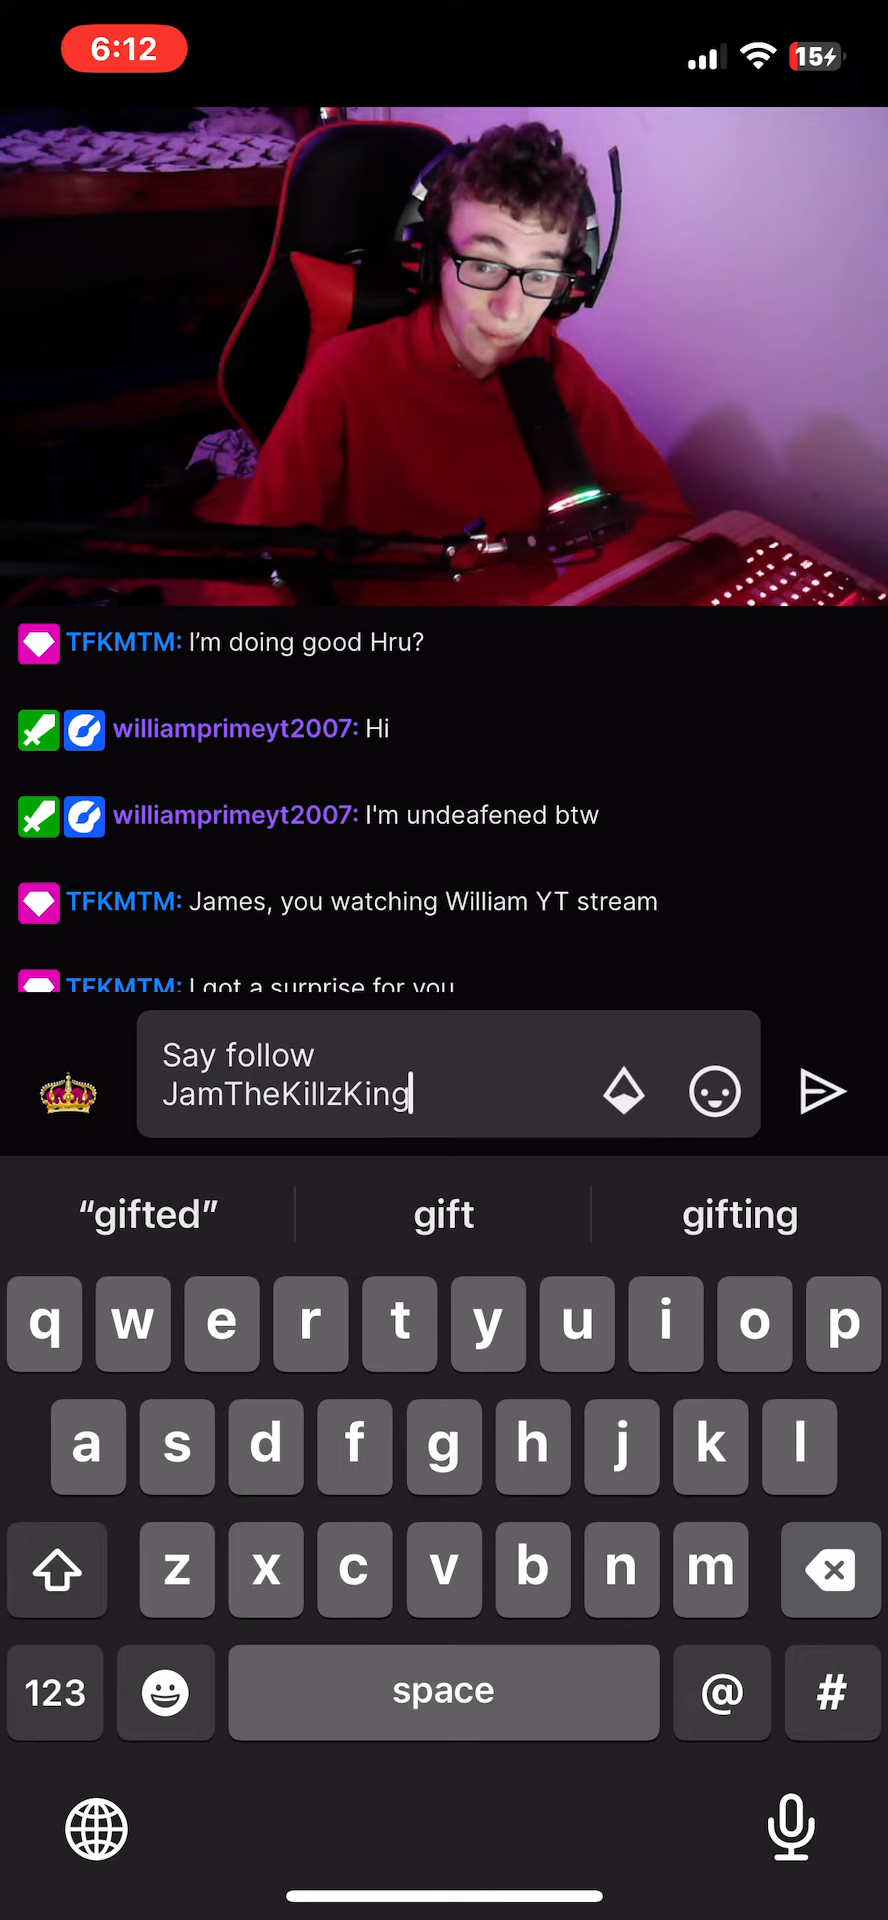 6:12
15
TFKMTM: I'm doing good Hru?
williamprimeyt2007: Hi
williamprimeyt2007: I'm undeafened btw
TFKMTM: James, you watching William YT stream
TFKMTM: I got a surprise for you
Say follow
JamTheKillzKing
“gifted” gift gifting
q w e r t y u i o p
a s d f g h j k l
z x c v b n m
123 space @ #